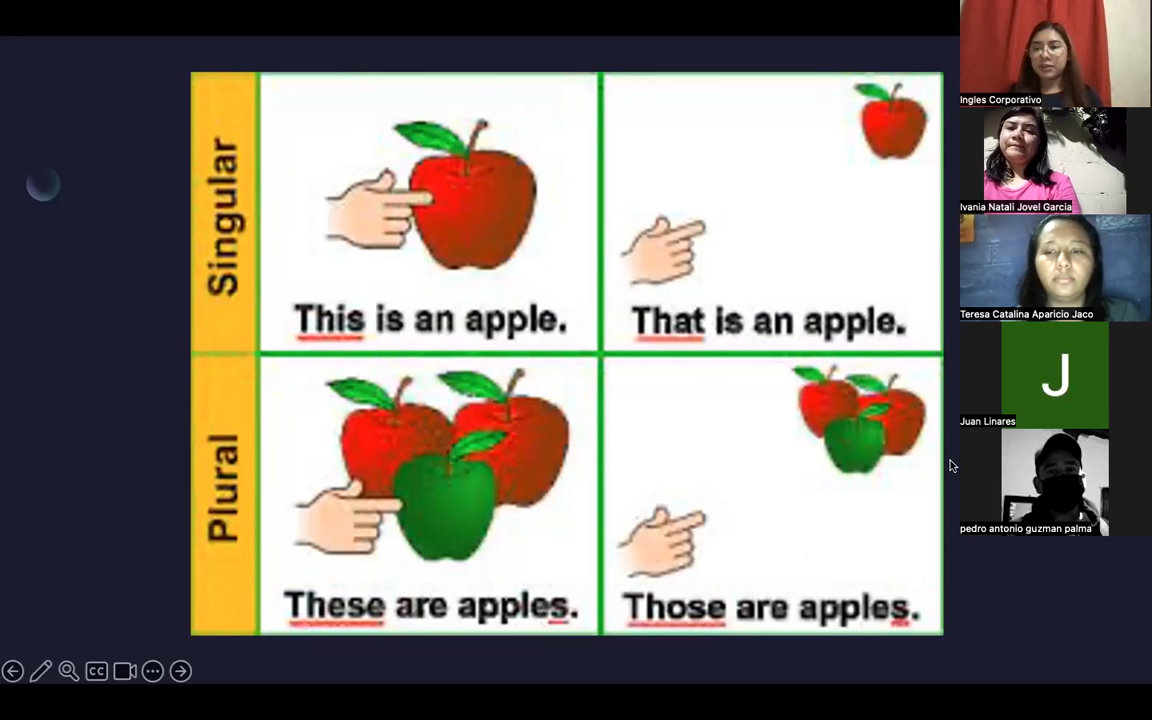 Singular
This is an apple.
That is an apple.
Plural
These are apples.
Those are apples.
Ingles Corporativo
Ivania Natali Jovel Garcia
Teresa Catalina Aparicio Jaco
J
Juan Linares
pedro antonio guzman palma
CC